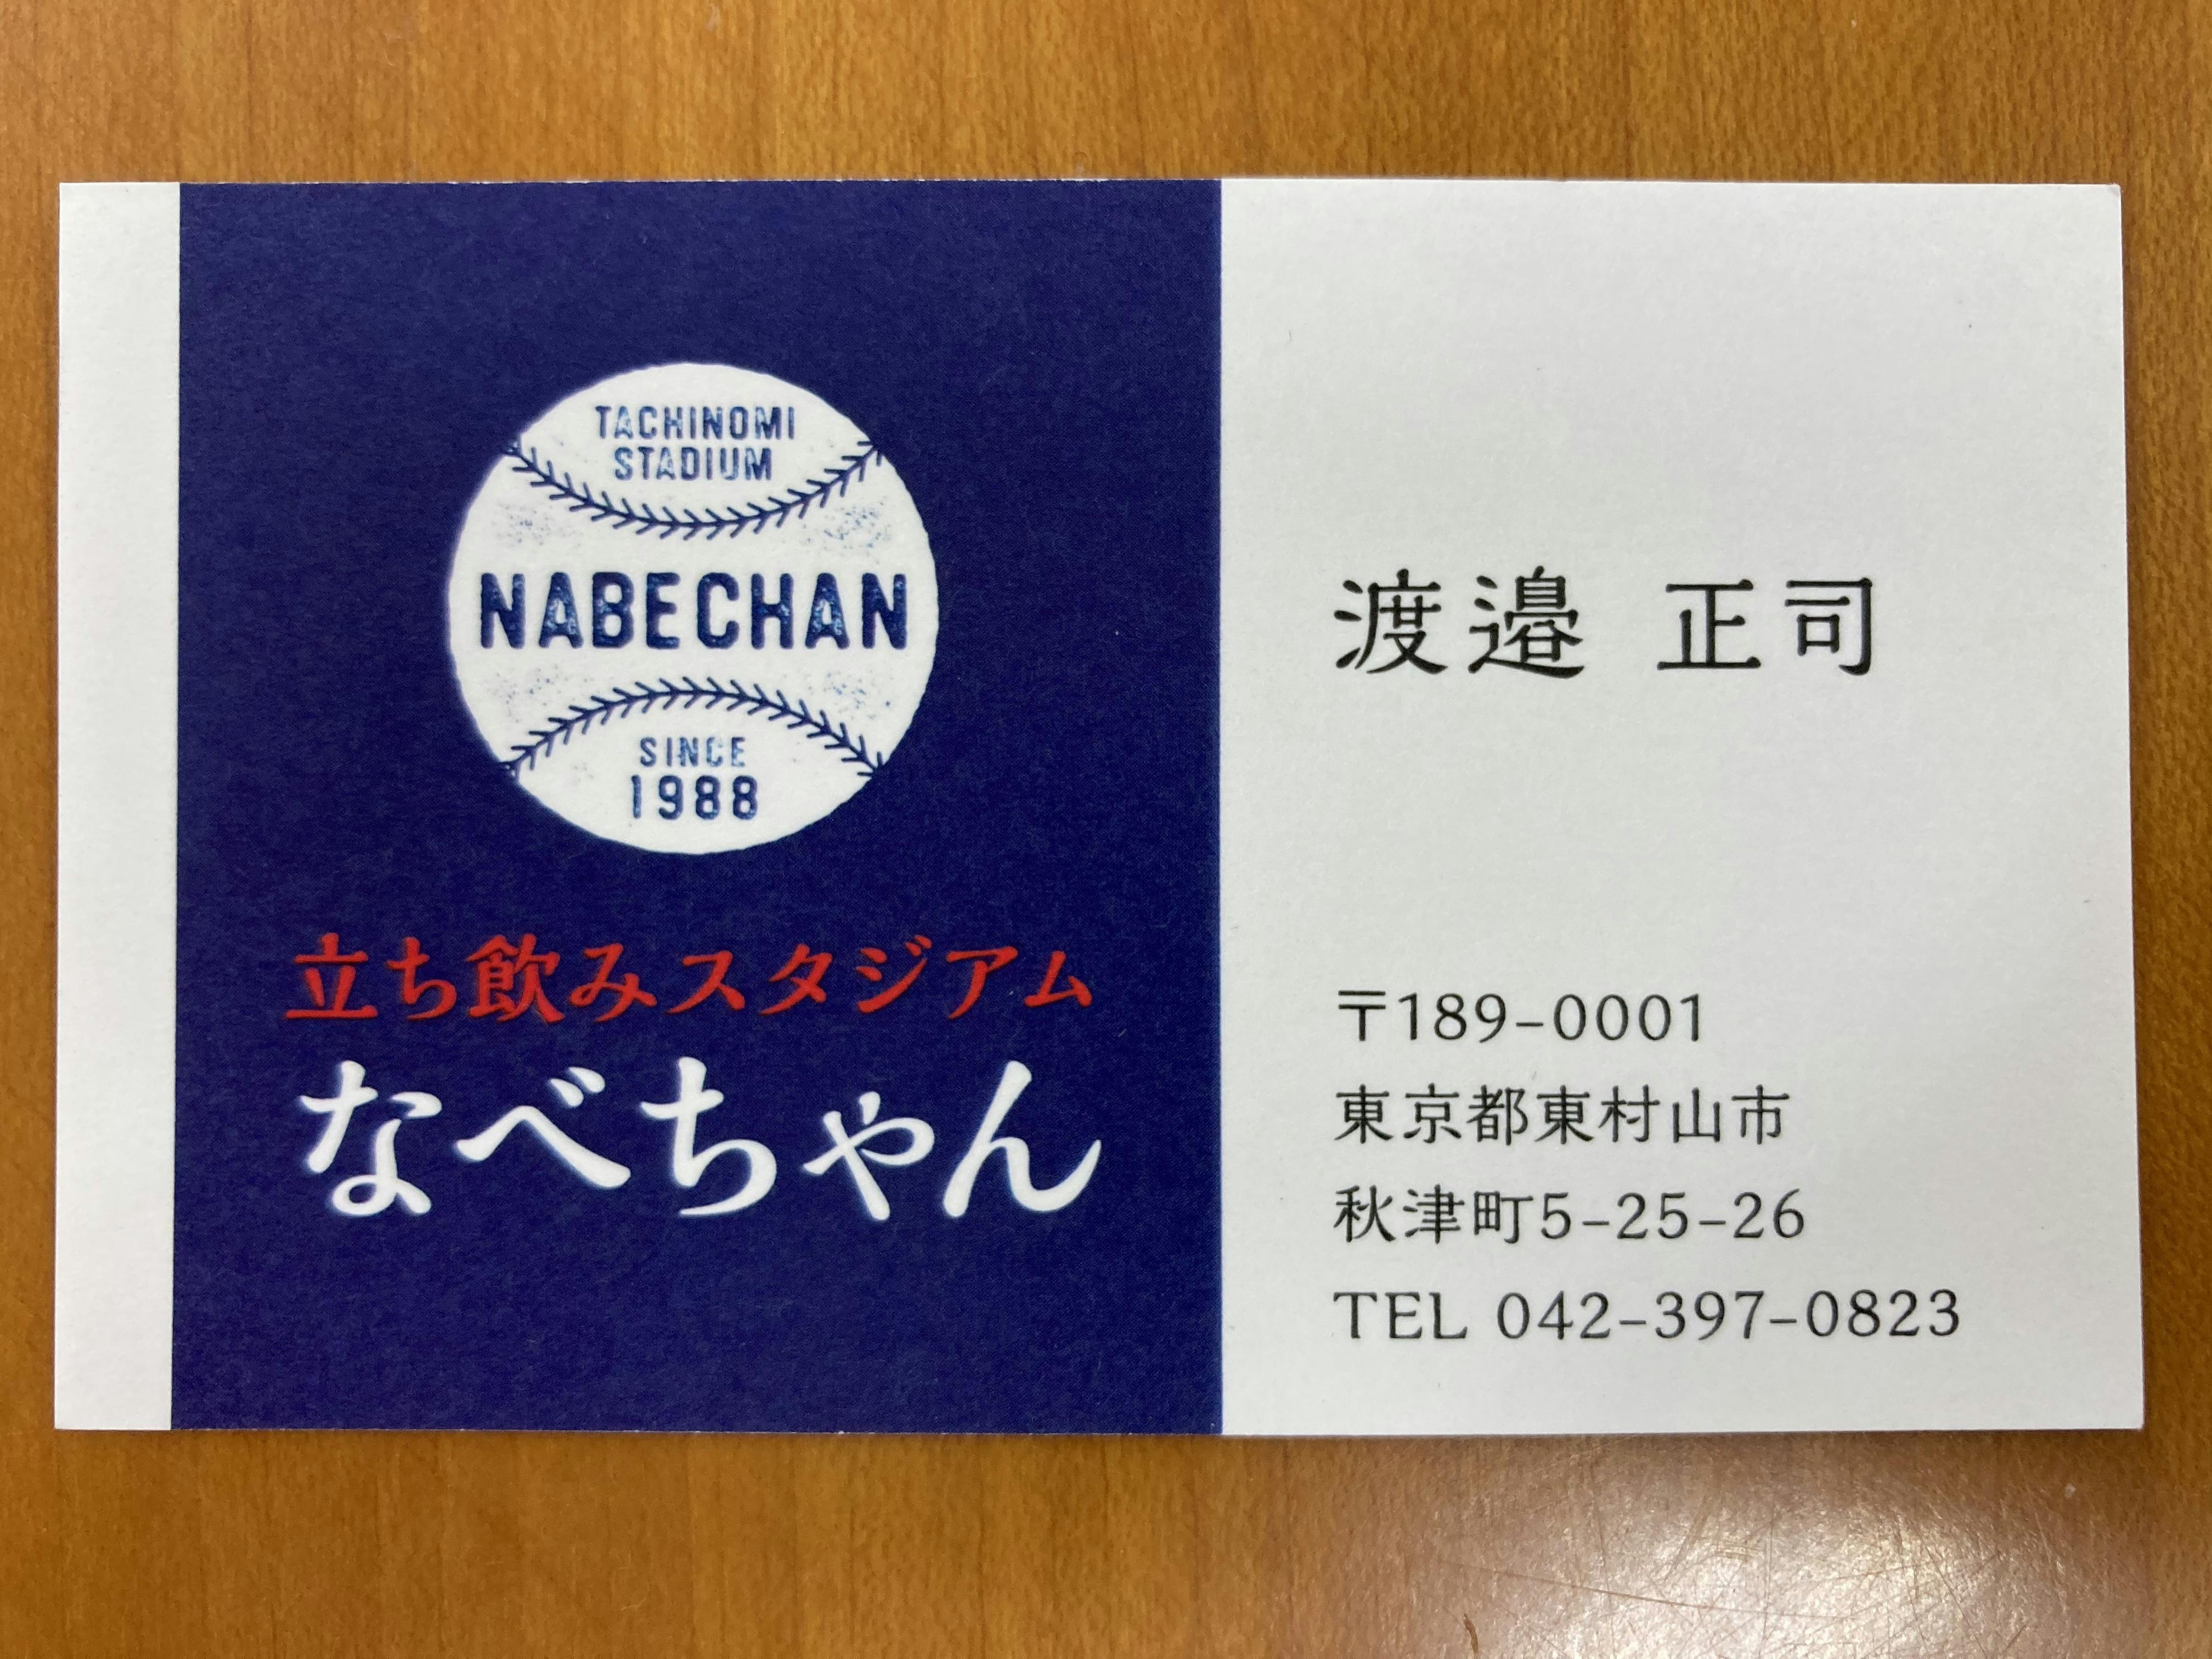 TACHINOMI
STADIUM
NABECHAN
SINCE
1988
立ち飲みスタジアム
なべちゃん
渡邉 正司
〒189-0001
東京都東村山市
秋津町5-25-26
TEL 042-397-0823